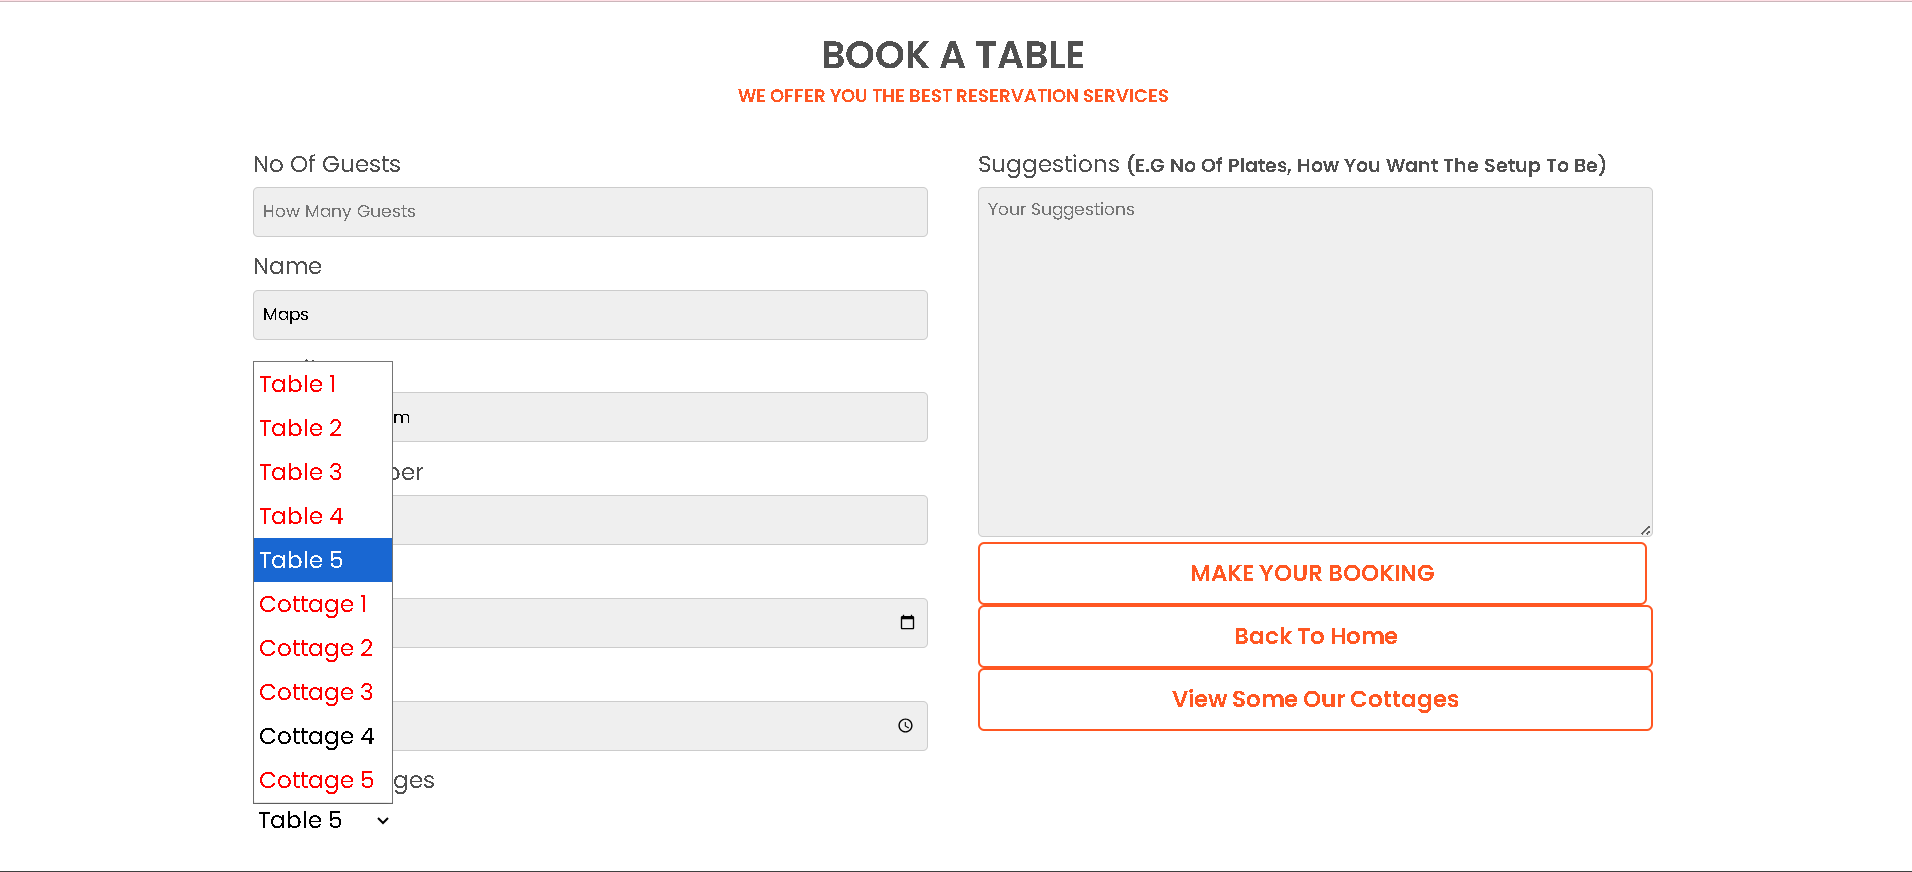 BOOK A TABLE
WE OFFER YOU THE BEST RESERVATION SERVICES
No Of Guests
How Many Guests
Name
Maps
Table 1
Table 2
Table 3
Table 4
Table 5
Cottage 1
Cottage 2
Cottage 3
Cottage 4
Cottage 5
Table 5
Suggestions (E.G No Of Plates, How You Want The Setup To Be)
Your Suggestions
MAKE YOUR BOOKING
Back To Home
View Some Our Cottages